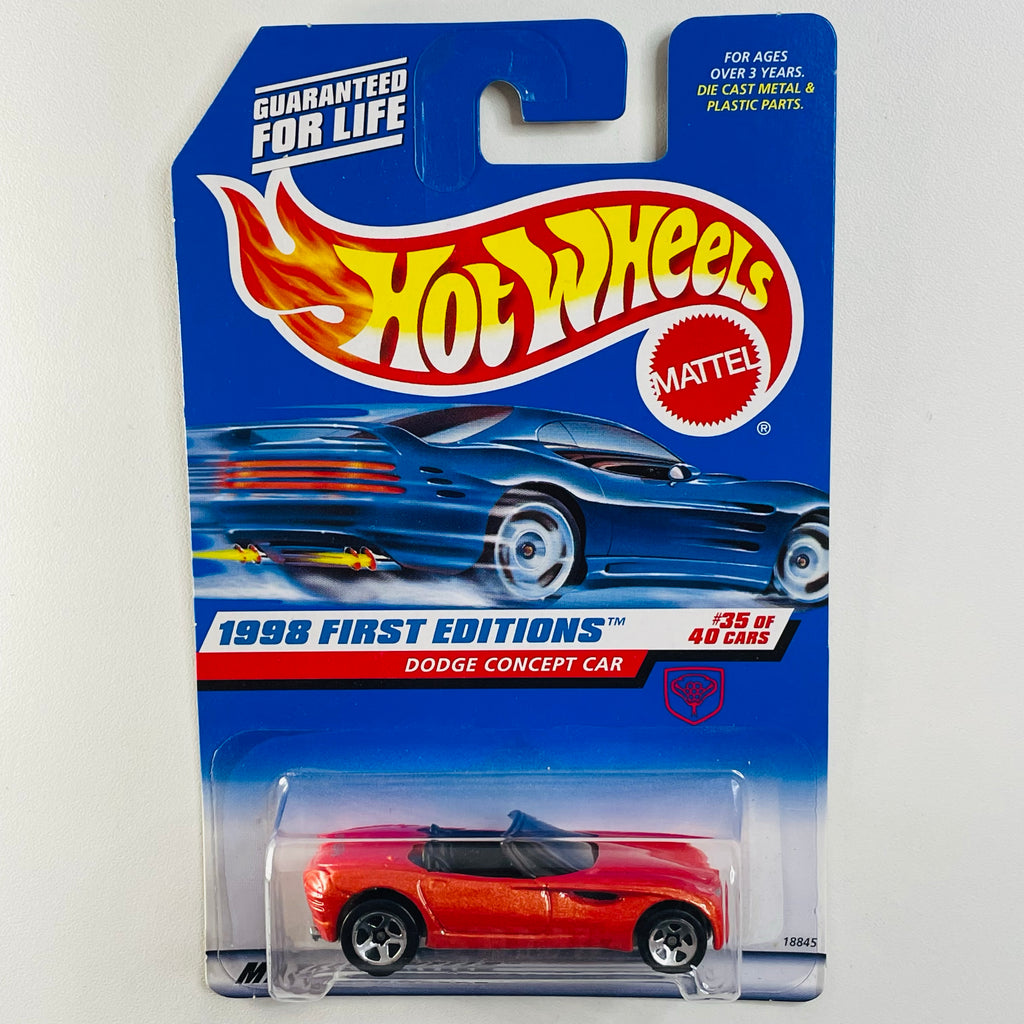 GUARANTEED
FOR LIFE
FOR AGES
OVER 3 YEARS.
DIE CAST METAL &
PLASTIC PARTS.
HOT WHEELS
MATTEL
®
1998 FIRST EDITIONS™
#35 OF
40 CARS
DODGE CONCEPT CAR
18845